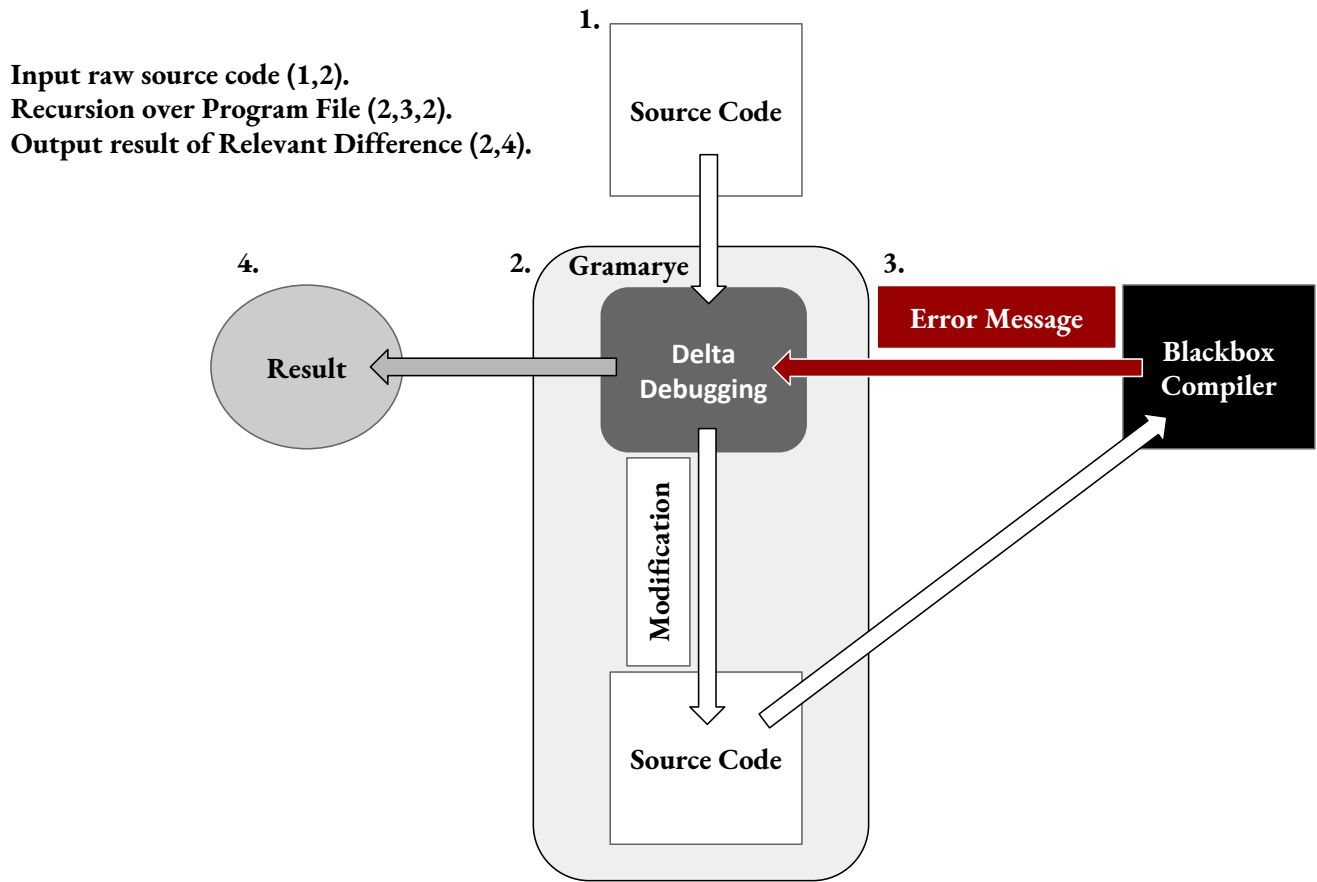 1.
Input raw source code (1,2).
Recursion over Program File (2,3,2).
Output result of Relevant Difference (2,4).
Source Code
4.
2.
Gramarye
3.
Error Message
Result
Delta
Debugging
Blackbox
Compiler
Modification
Source Code